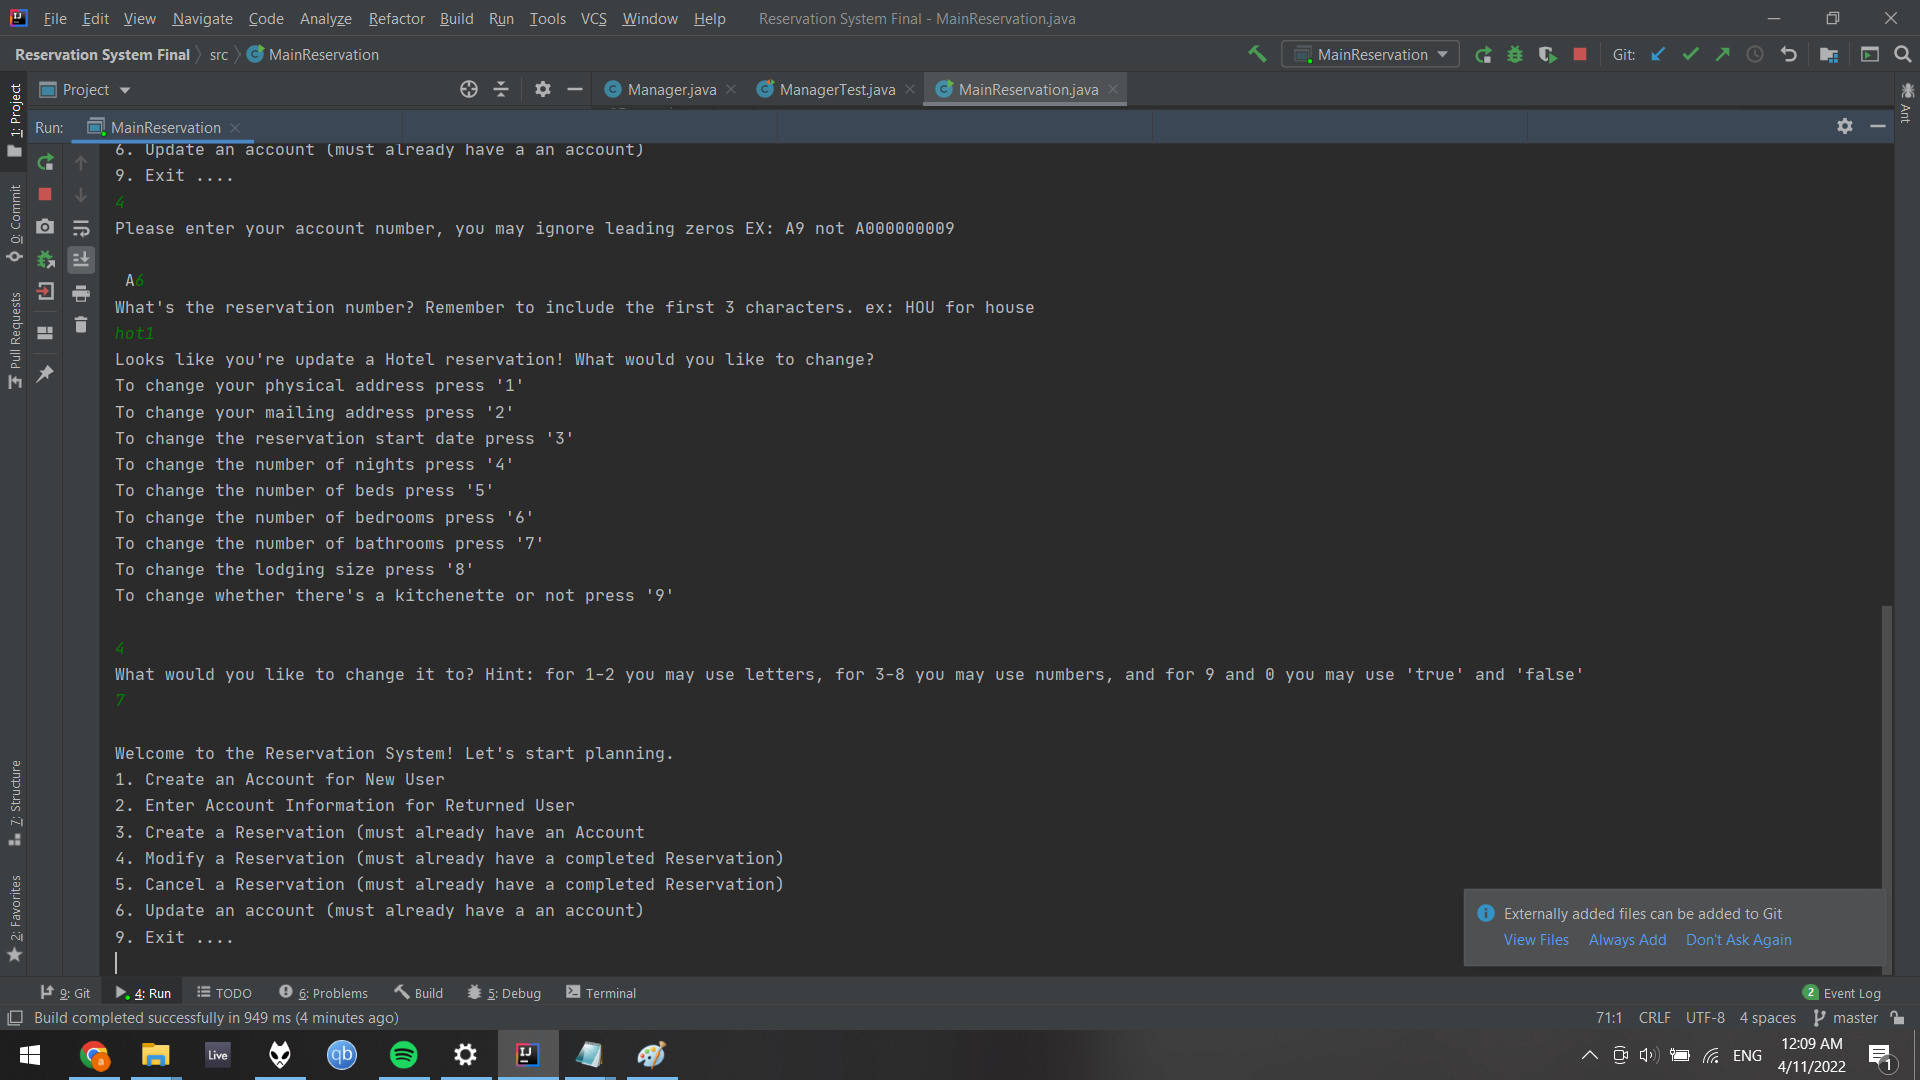 File Edit View Navigate Code Analyze Refactor Build Run Tools VCS Window Help Reservation System Final - MainReservation.java
Reservation System Final src MainReservation MainReservation Git:
Project Manager.java ManagerTest.java MainReservation.java
Run: MainReservation
1: Project
0: Commit
Pull Requests
7: Structure
2: Favorites
Ant
6. Update an account (must already have a an account)
9. Exit ....
4
Please enter your account number, you may ignore leading zeros EX: A9 not A000000009
A6
What's the reservation number? Remember to include the first 3 characters. ex: HOU for house
hot1
Looks like you're update a Hotel reservation! What would you like to change?
To change your physical address press '1'
To change your mailing address press '2'
To change the reservation start date press '3'
To change the number of nights press '4'
To change the number of beds press '5'
To change the number of bedrooms press '6'
To change the number of bathrooms press '7'
To change the lodging size press '8'
To change whether there's a kitchenette or not press '9'
4
What would you like to change it to? Hint: for 1-2 you may use letters, for 3-8 you may use numbers, and for 9 and 0 you may use 'true' and 'false'
7
Welcome to the Reservation System! Let's start planning.
1. Create an Account for New User
2. Enter Account Information for Returned User
3. Create a Reservation (must already have an Account
4. Modify a Reservation (must already have a completed Reservation)
5. Cancel a Reservation (must already have a completed Reservation)
6. Update an account (must already have a an account)
9. Exit ....
Externally added files can be added to Git
View Files Always Add Don't Ask Again
9: Git 4: Run TODO 6: Problems Build 5: Debug Terminal 2 Event Log
Build completed successfully in 949 ms (4 minutes ago) 71:1 CRLF UTF-8 4 spaces master
Live qb IJ ENG 12:09 AM
4/11/2022 1